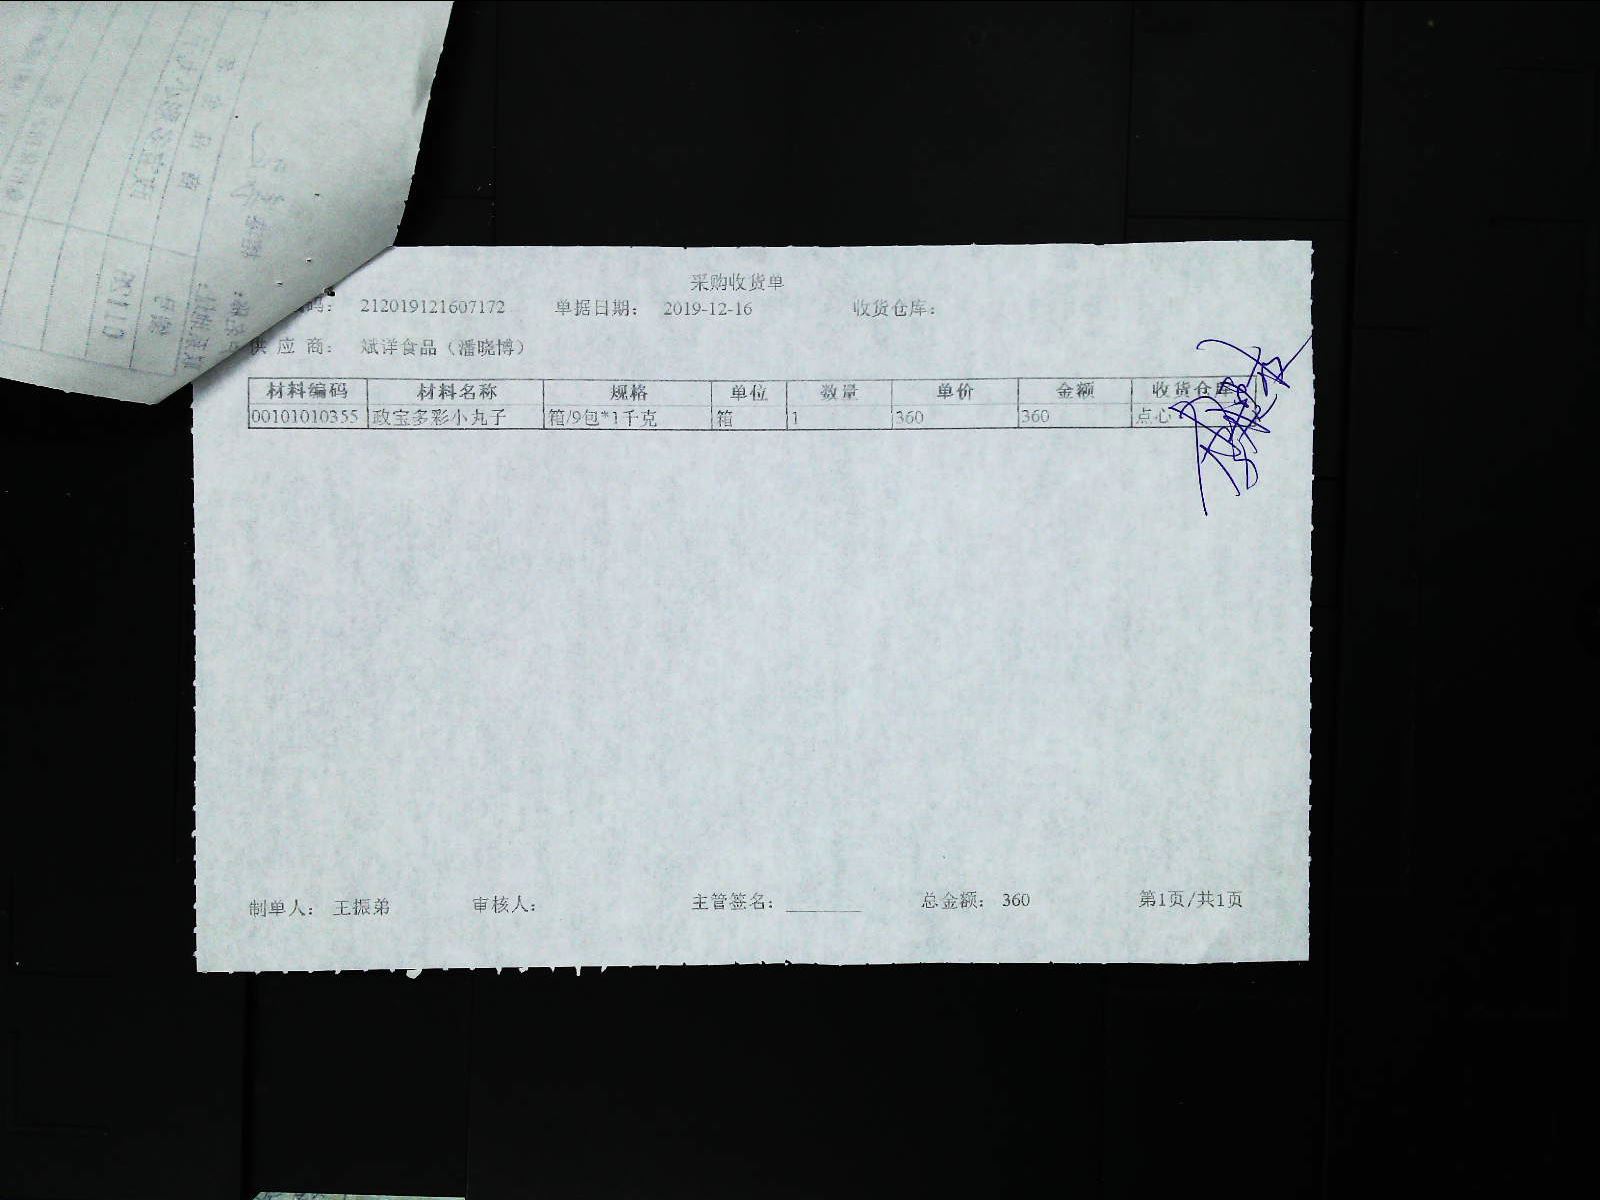 采购收货单
码: 212019121607172 单据日期: 2019-12-16 收货仓库:
供应商: 斌详食品(潘晓博)
材料编码 材料名称 规格 单位 数量 单价 金额 收货仓库
00101010355 政宝多彩小丸子 箱/9包*1千克 箱 1 360 360 点心
制单人: 王振弟 审核人: 主管签名: ______ 总金额: 360 第1页/共1页